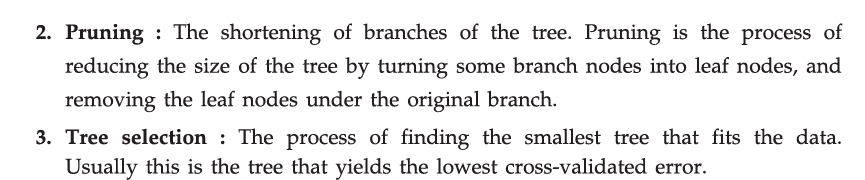 2. Pruning : The shortening of branches of the tree. Pruning is the process of
reducing the size of the tree by turning some branch nodes into leaf nodes, and
removing the leaf nodes under the original branch.
3. Tree selection : The process of finding the smallest tree that fits the data.
Usually this is the tree that yields the lowest cross-validated error.